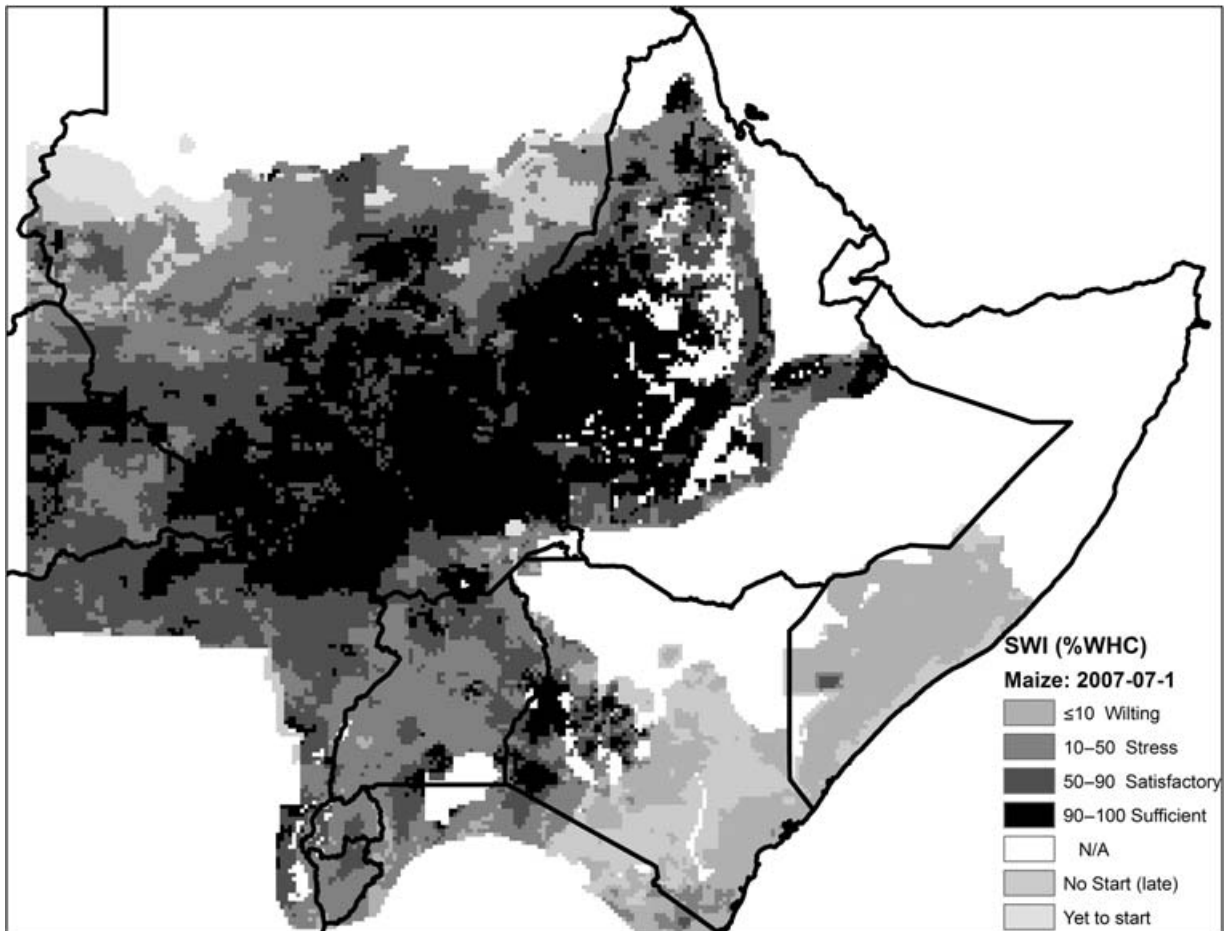 SWI (%WHC)
Maize: 2007-07-1
≤10 Wilting
10–50 Stress
50–90 Satisfactory
90–100 Sufficient
N/A
No Start (late)
Yet to start